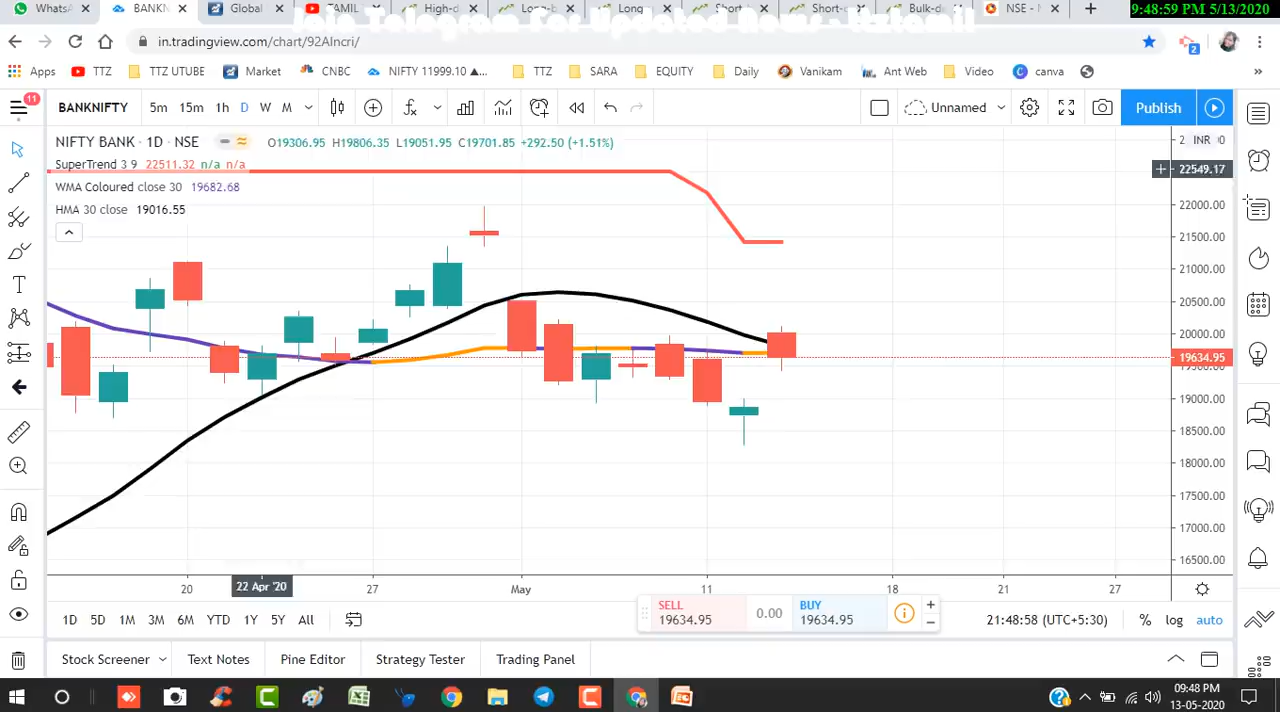 WhatsA
BANKN
Global
TAMIL
High-d
Long-b
Long
Short
Short-c
Bulk-de
NSE - N
9:48:59 PM 5/13/2020
in.tradingview.com/chart/92AIncri/
2
Apps
TTZ
TTZ UTUBE
Market
CNBC
NIFTY 11999.10 ▲...
TTZ
SARA
EQUITY
Daily
Vanikam
Ant Web
Video
canva
»
11
BANKNIFTY
5m
15m
1h
D
W
M
Unnamed
Publish
NIFTY BANK · 1D · NSE
O19306.95 H19806.35 L19051.95 C19701.85 +292.50 (+1.51%)
SuperTrend 3 9 22511.32 n/a n/a
WMA Coloured close 30 19682.68
HMA 30 close 19016.55
INR
22549.17
22000.00
21500.00
21000.00
20500.00
20000.00
19634.95
19000.00
18500.00
18000.00
17500.00
17000.00
16500.00
20
22 Apr '20
27
May
11
18
21
27
SELL
19634.95
0.00
BUY
19634.95
1D
5D
1M
3M
6M
YTD
1Y
5Y
All
21:48:58 (UTC+5:30)
%
log
auto
Stock Screener
Text Notes
Pine Editor
Strategy Tester
Trading Panel
09:48 PM
13-05-2020